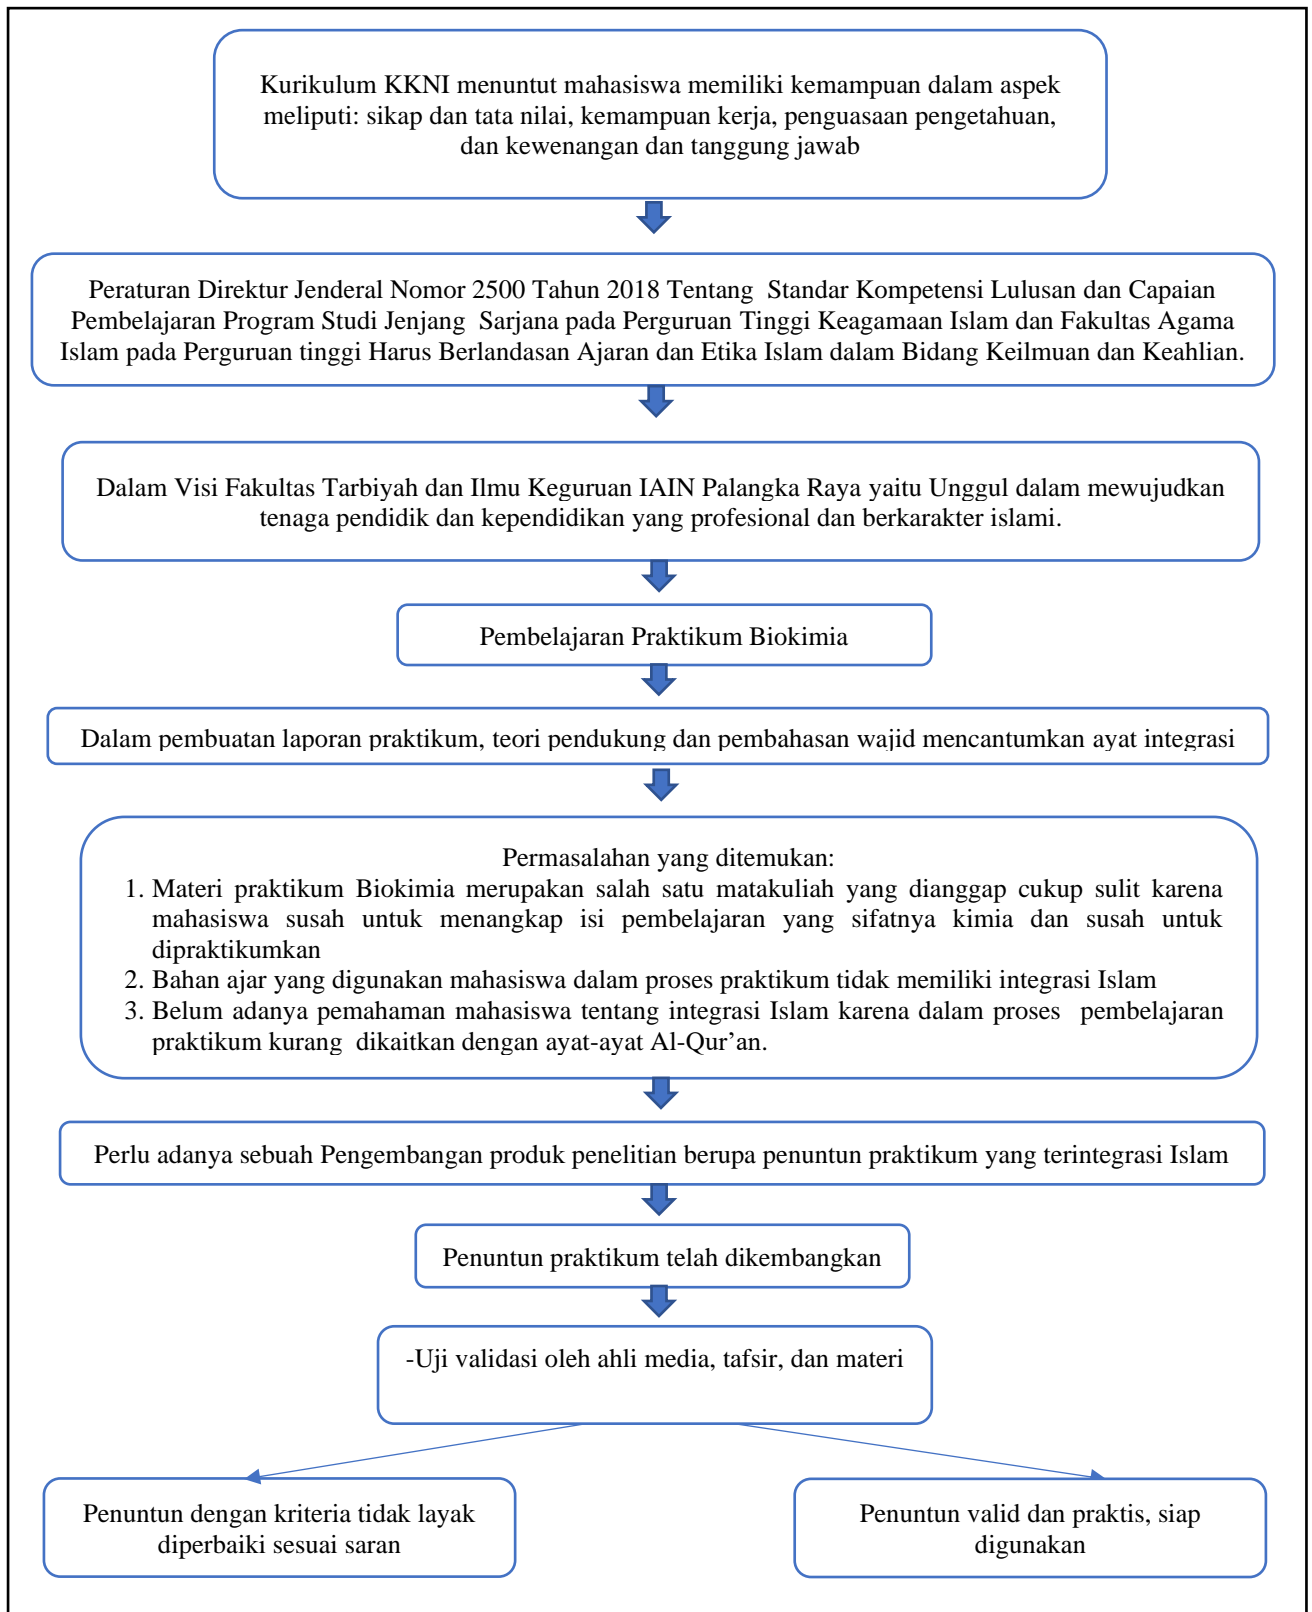 Kurikulum KKNI menuntut mahasiswa memiliki kemampuan dalam aspek
meliputi: sikap dan tata nilai, kemampuan kerja, penguasaan pengetahuan,
dan kewenangan dan tanggung jawab
Peraturan Direktur Jenderal Nomor 2500 Tahun 2018 Tentang Standar Kompetensi Lulusan dan Capaian
Pembelajaran Program Studi Jenjang Sarjana pada Perguruan Tinggi Keagamaan Islam dan Fakultas Agama
Islam pada Perguruan tinggi Harus Berlandasan Ajaran dan Etika Islam dalam Bidang Keilmuan dan Keahlian.
Dalam Visi Fakultas Tarbiyah dan Ilmu Keguruan IAIN Palangka Raya yaitu Unggul dalam mewujudkan
tenaga pendidik dan kependidikan yang profesional dan berkarakter islami.
Pembelajaran Praktikum Biokimia
Dalam pembuatan laporan praktikum, teori pendukung dan pembahasan wajid mencantumkan ayat integrasi
Permasalahan yang ditemukan:
1. Materi praktikum Biokimia merupakan salah satu matakuliah yang dianggap cukup sulit karena
mahasiswa susah untuk menangkap isi pembelajaran yang sifatnya kimia dan susah untuk
dipraktikumkan
2. Bahan ajar yang digunakan mahasiswa dalam proses praktikum tidak memiliki integrasi Islam
3. Belum adanya pemahaman mahasiswa tentang integrasi Islam karena dalam proses pembelajaran
praktikum kurang dikaitkan dengan ayat-ayat Al-Qur’an.
Perlu adanya sebuah Pengembangan produk penelitian berupa penuntun praktikum yang terintegrasi Islam
Penuntun praktikum telah dikembangkan
-Uji validasi oleh ahli media, tafsir, dan materi
Penuntun dengan kriteria tidak layak
diperbaiki sesuai saran
Penuntun valid dan praktis, siap
digunakan